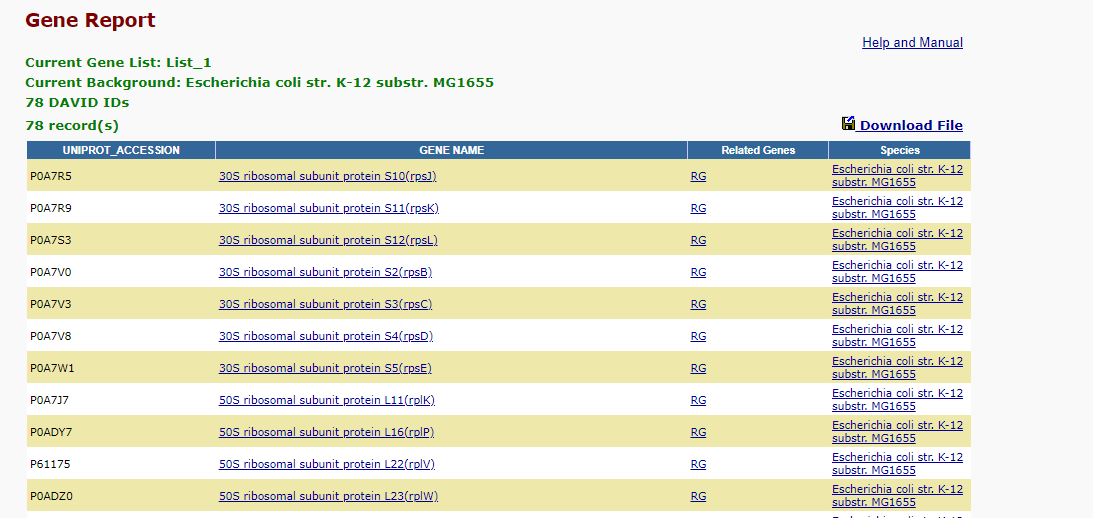 Gene Report
Help and Manual
Current Gene List: List_1
Current Background: Escherichia coli str. K-12 substr. MG1655
78 DAVID IDs
78 record(s)
Download File
UNIPROT_ACCESSION GENE NAME Related Genes Species
P0A7R5 30S ribosomal subunit protein S10(rpsJ) RG Escherichia coli str. K-12
substr. MG1655
P0A7R9 30S ribosomal subunit protein S11(rpsK) RG Escherichia coli str. K-12
substr. MG1655
P0A7S3 30S ribosomal subunit protein S12(rpsL) RG Escherichia coli str. K-12
substr. MG1655
P0A7V0 30S ribosomal subunit protein S2(rpsB) RG Escherichia coli str. K-12
substr. MG1655
P0A7V3 30S ribosomal subunit protein S3(rpsC) RG Escherichia coli str. K-12
substr. MG1655
P0A7V8 30S ribosomal subunit protein S4(rpsD) RG Escherichia coli str. K-12
substr. MG1655
P0A7W1 30S ribosomal subunit protein S5(rpsE) RG Escherichia coli str. K-12
substr. MG1655
P0A7J7 50S ribosomal subunit protein L11(rplK) RG Escherichia coli str. K-12
substr. MG1655
P0ADY7 50S ribosomal subunit protein L16(rplP) RG Escherichia coli str. K-12
substr. MG1655
P61175 50S ribosomal subunit protein L22(rplV) RG Escherichia coli str. K-12
substr. MG1655
P0ADZ0 50S ribosomal subunit protein L23(rplW) RG Escherichia coli str. K-12
substr. MG1655